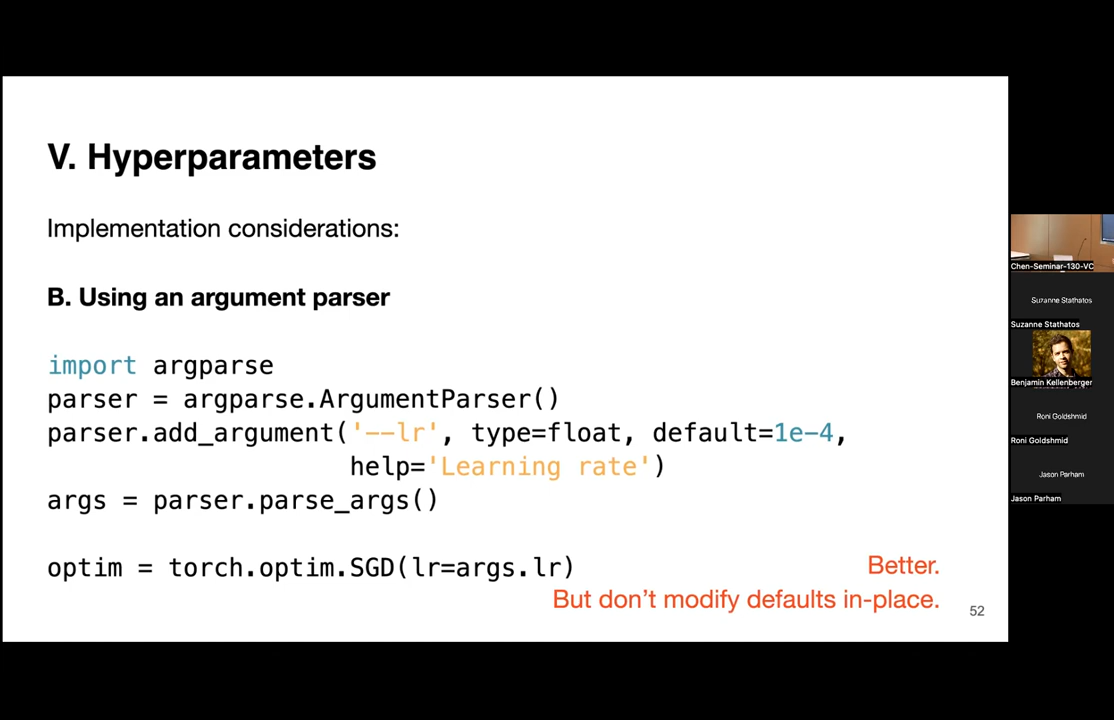 V. Hyperparameters
Implementation considerations:
B. Using an argument parser
import argparse
parser = argparse.ArgumentParser()
parser.add_argument('--lr', type=float, default=1e-4,
help='Learning rate')
args = parser.parse_args()
optim = torch.optim.SGD(lr=args.lr)
Better.
But don't modify defaults in-place.
52
Chen-Seminar-130-VC
Suzanne Stathatos
Suzanne Stathatos
Benjamin Kellenberger
Roni Goldshmid
Roni Goldshmid
Jason Parham
Jason Parham